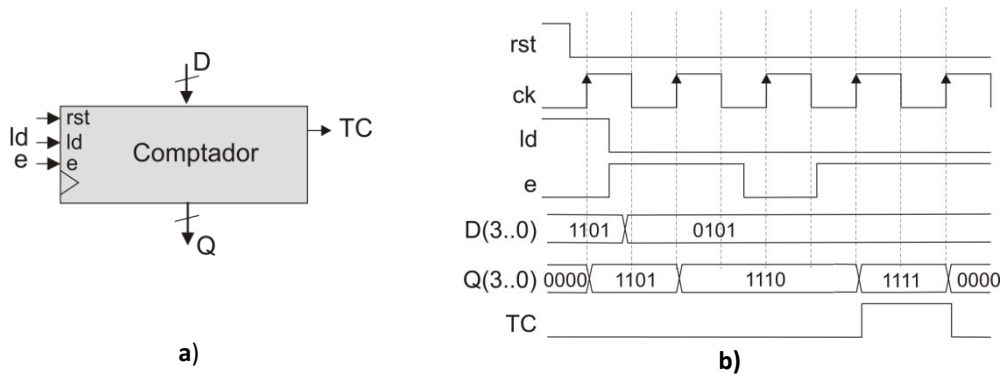 D
rst
ld
ld
e
e
Comptador
TC
Q
a)
rst
ck
ld
e
D(3..0) 1101 0101
Q(3..0) 0000 1101 1110 1111 0000
TC
b)